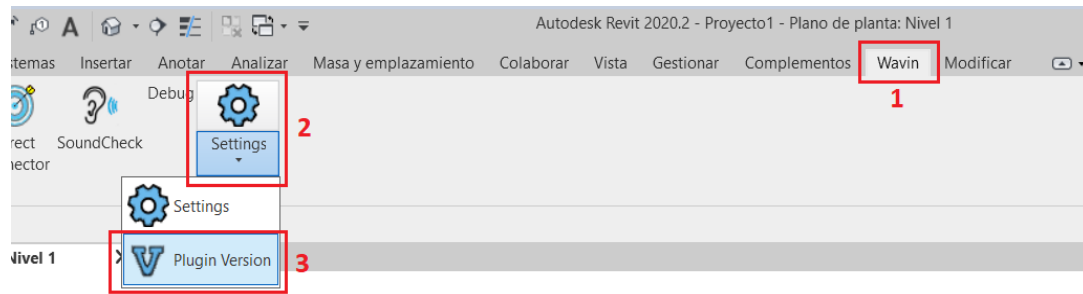 A Autodesk Revit 2020.2 - Proyecto1 - Plano de planta: Nivel 1
stemas Insertar Anotar Analizar Masa y emplazamiento Colaborar Vista Gestionar Complementos Wavin Modificar
1
rect SoundCheck Debug Settings 2
nector
Settings
Nivel 1 Plugin Version 3